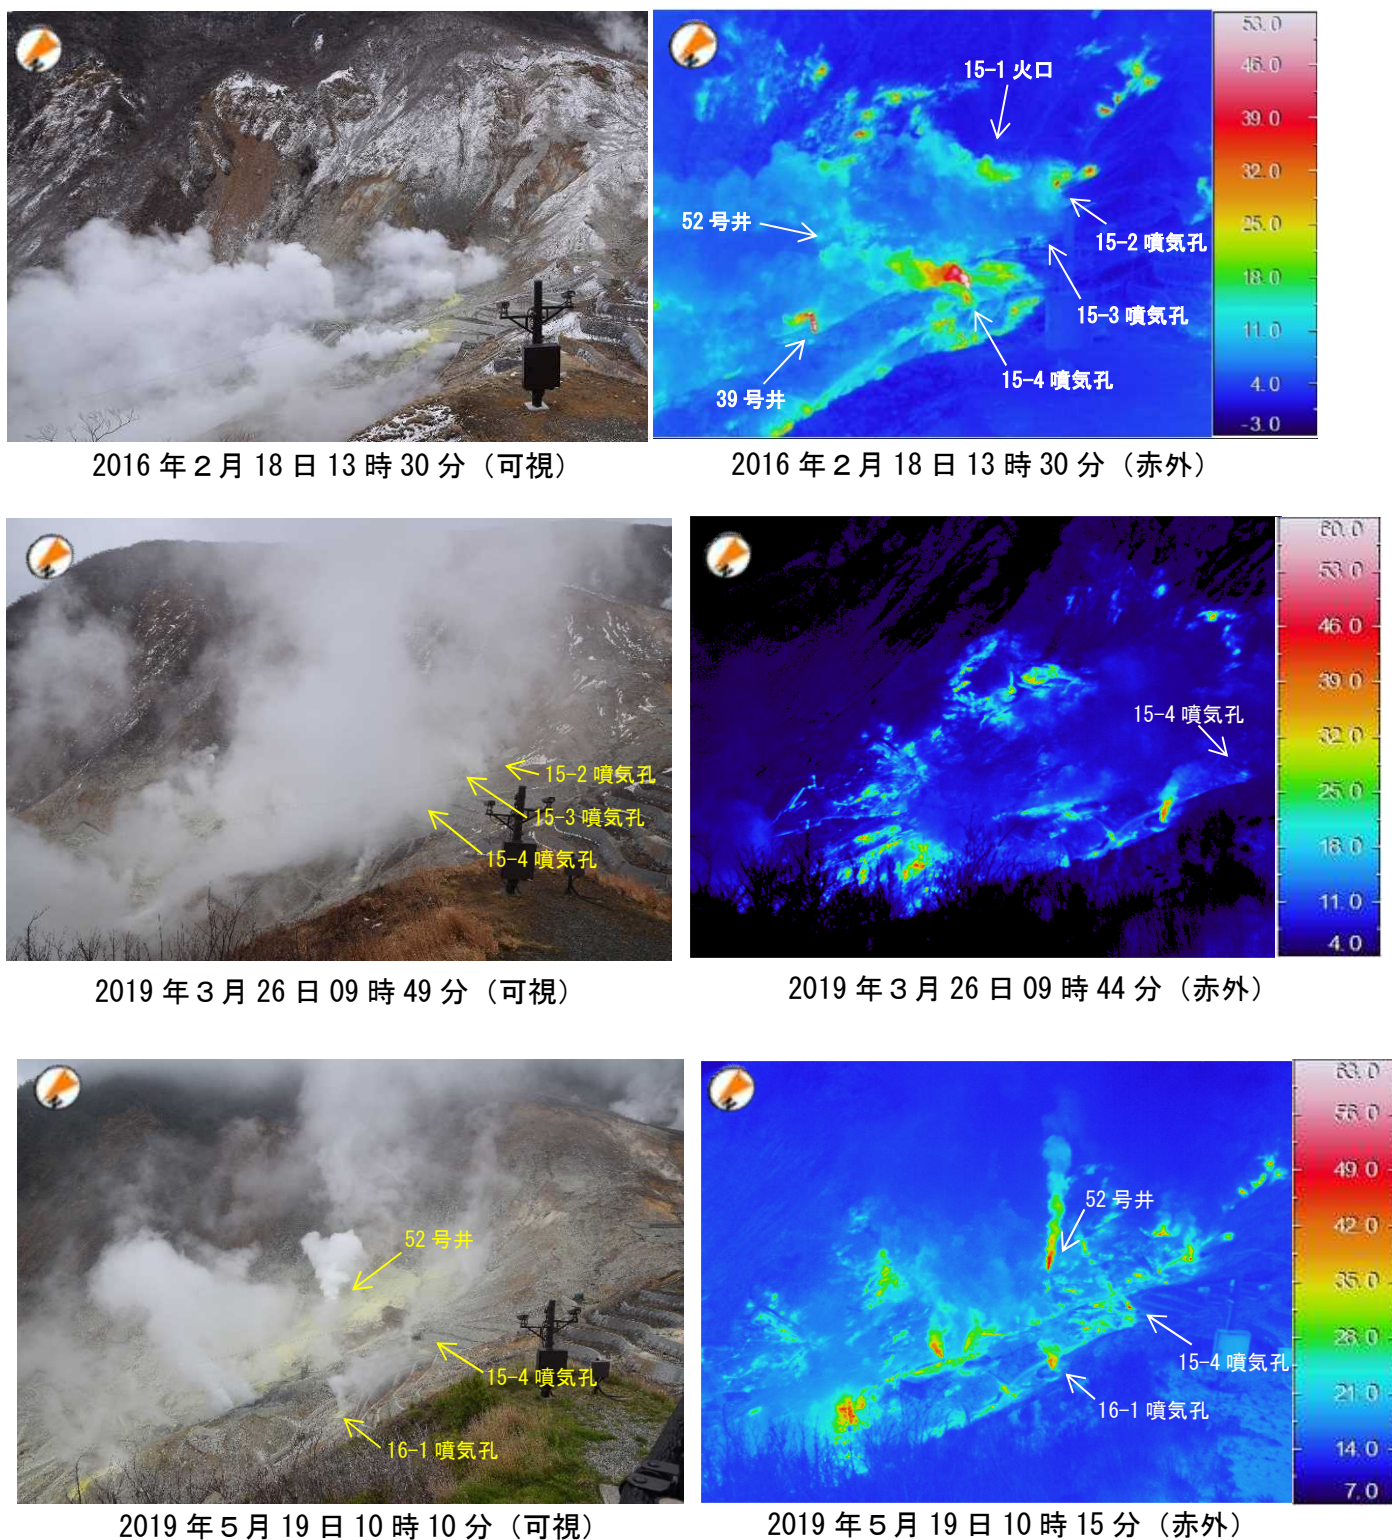 15-1 火口
52 号井
15-2 噴気孔
15-3 噴気孔
39 号井
15-4 噴気孔
53.0
46.0
39.0
32.0
25.0
18.0
11.0
4.0
-3.0
2016 年２月 18 日 13 時 30 分（可視）
2016 年２月 18 日 13 時 30 分（赤外）
15-2 噴気孔
15-3 噴気孔
15-4 噴気孔
15-4 噴気孔
60.0
53.0
46.0
39.0
32.0
25.0
18.0
11.0
4.0
2019 年３月 26 日 09 時 49 分（可視）
2019 年３月 26 日 09 時 44 分（赤外）
52 号井
15-4 噴気孔
16-1 噴気孔
52 号井
15-4 噴気孔
16-1 噴気孔
63.0
56.0
49.0
42.0
35.0
28.0
21.0
14.0
7.0
2019 年５月 19 日 10 時 10 分（可視）
2019 年５月 19 日 10 時 15 分（赤外）